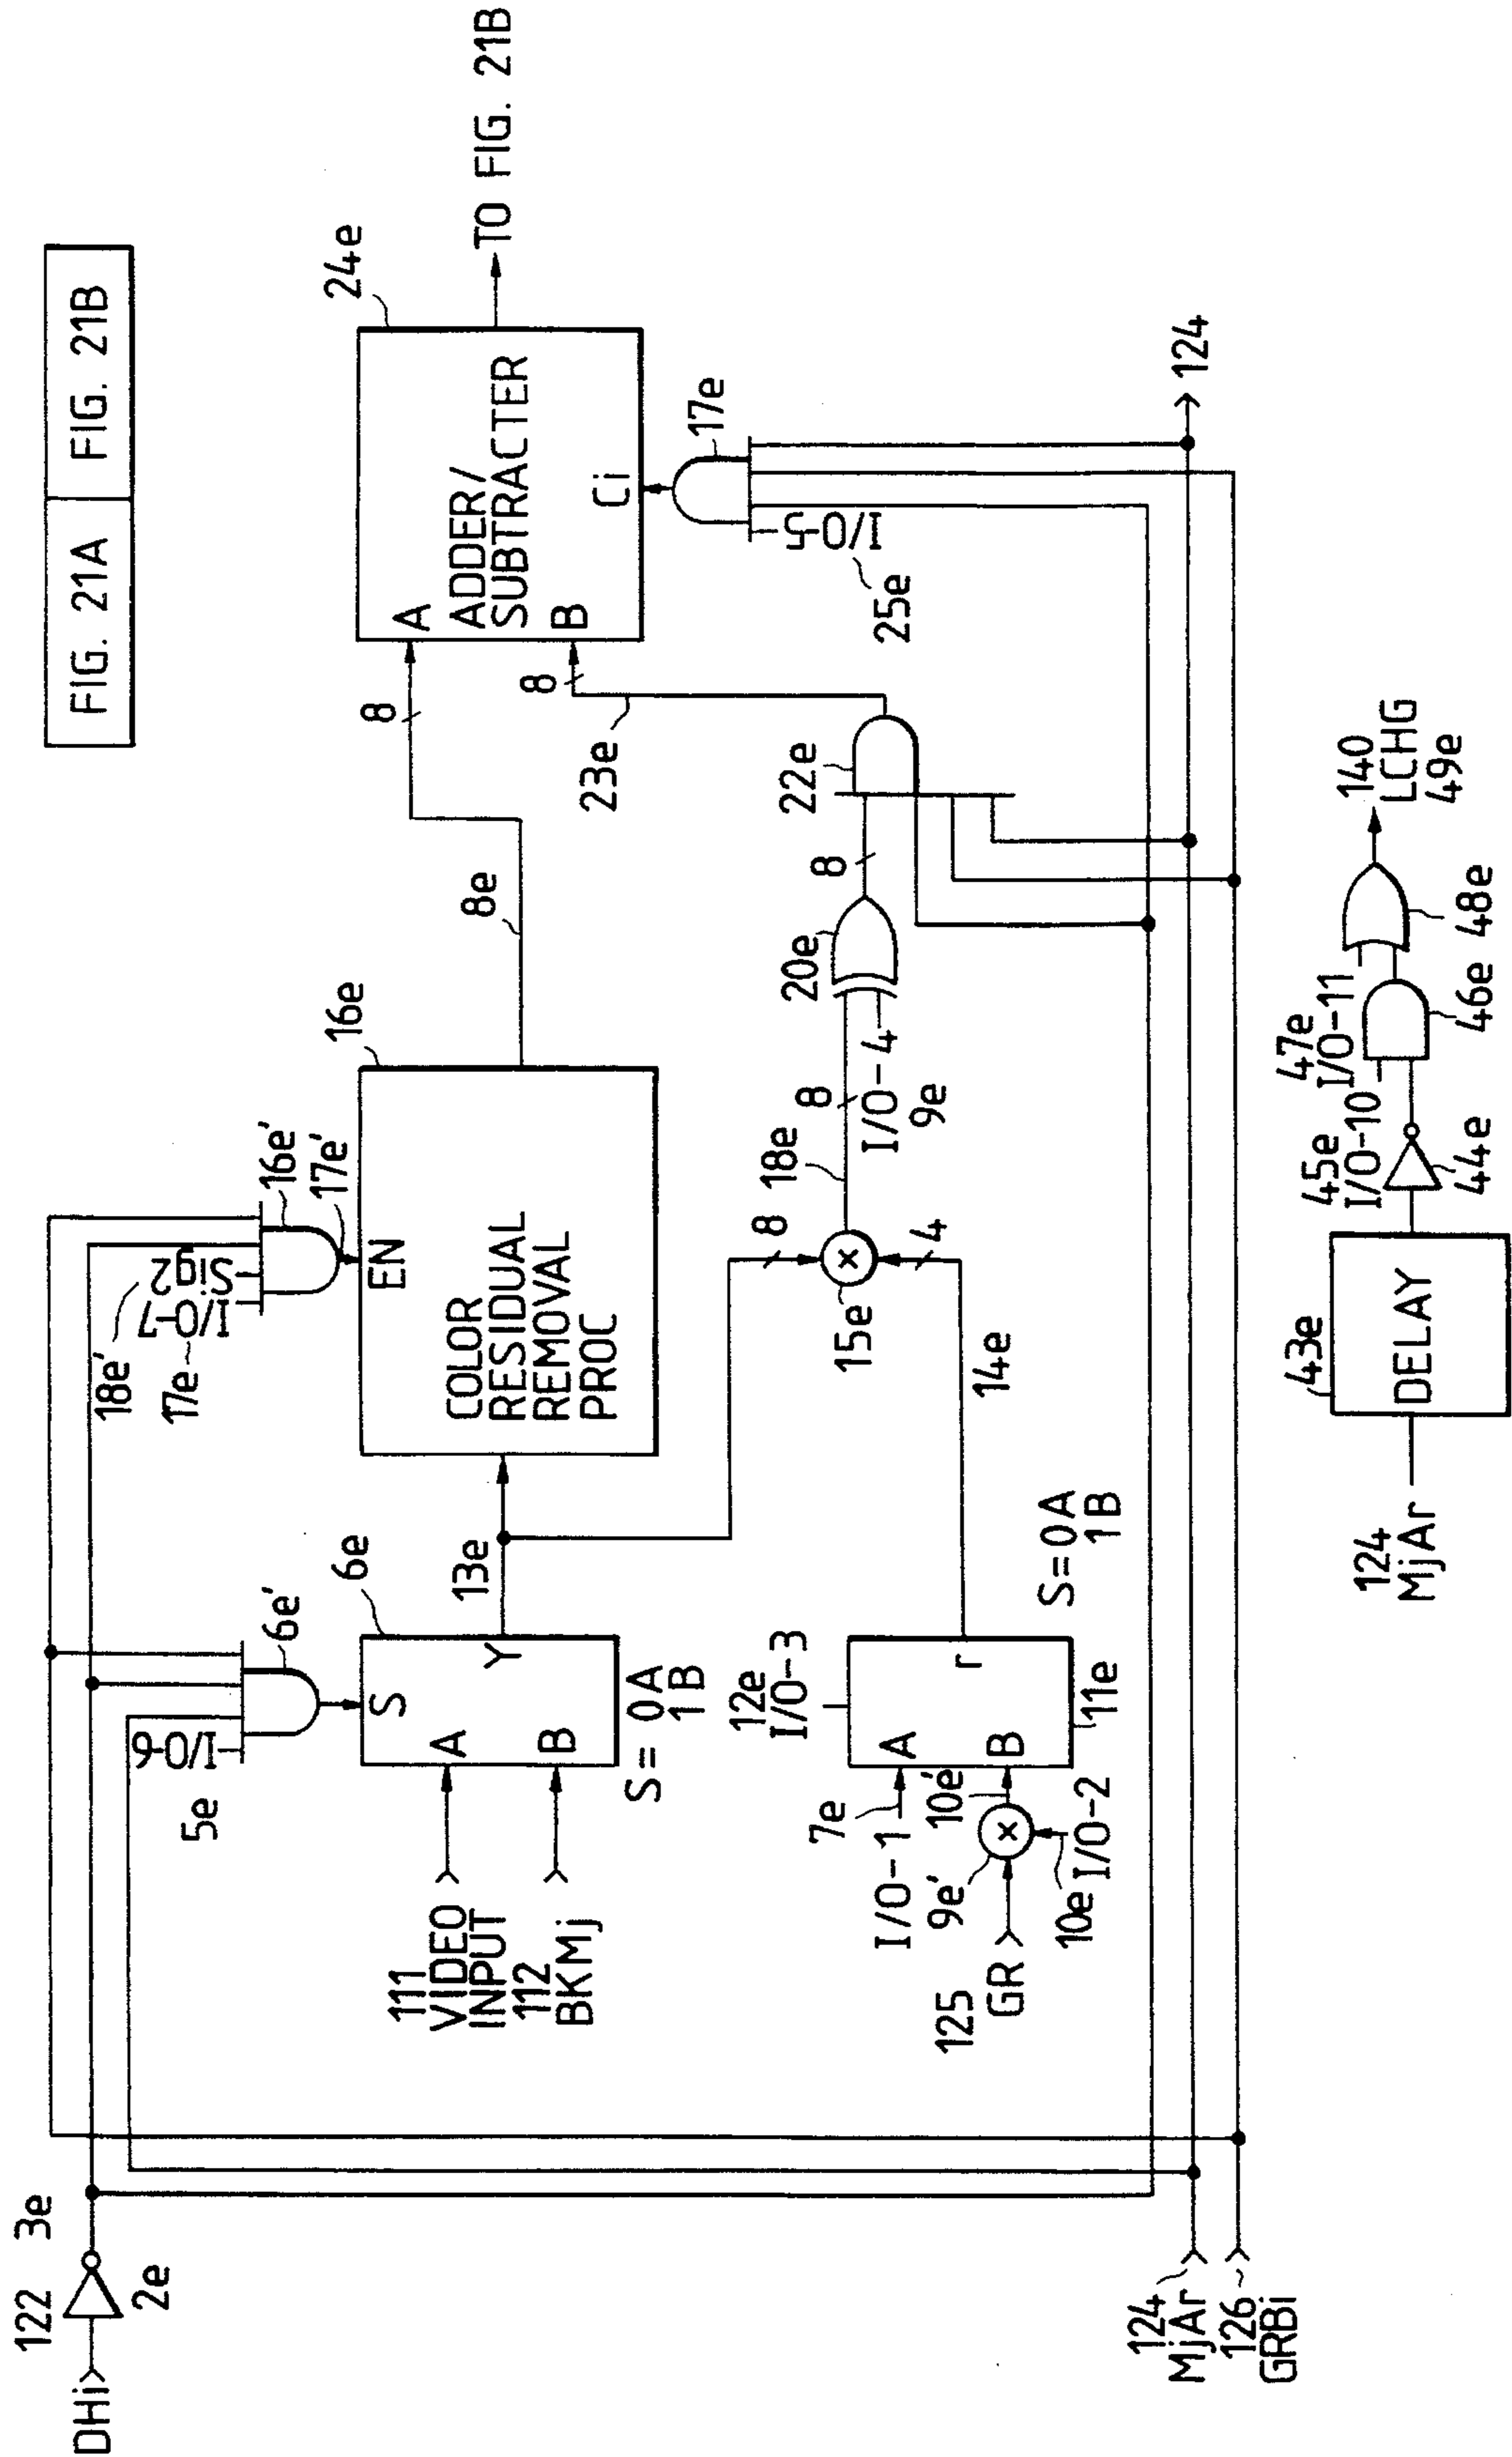 FIG. 21A
FIG. 21B
DHi
122
3e
2e
5e
I/O-6
6e'
6e
S
A
B
Y
S = 0A
1B
111
VIDEO
INPUT
112
BKMj
13e
18e'
17e
Sig2
I/O-7
16e'
17e'
16e
EN
COLOR
RESIDUAL
REMOVAL
PROC
8e
8
24e
A
ADDER/
SUBTRACTER
B
Ci
TO FIG. 21B
8
23e
17e
I/O-5
25e
125
GR
9e'
10e
I/O-2
10e'
7e
I/O-1
12e
I/O-3
A
B
r
11e
S=0A
1B
14e
4
8
15e
18e
8
I/O-4
9e
20e
8
22e
124
124
MjAr
126
GRBi
124
MjAr
43e
DELAY
44e
45e
I/O-10
46e
47e
I/O-11
48e
140
LCHG
49e